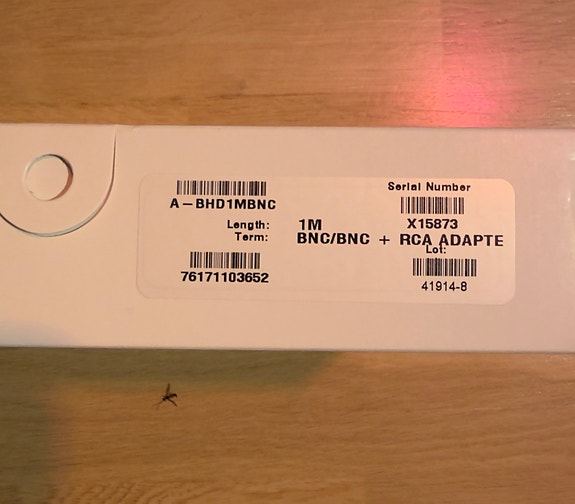 Serial Number
A-BHD1MBNC
X15873
Length: 1M
Term: BNC/BNC + RCA ADAPTE
Lot:
76171103652
41914-8